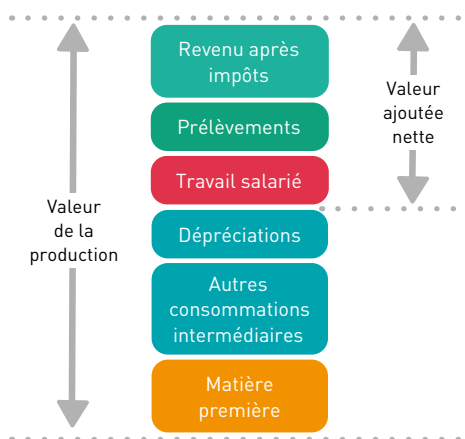 Revenu après
impôts
Prélèvements
Travail salarié
Dépréciations
Autres
consommations
intermédiaires
Matière
première
Valeur
de la
production
Valeur
ajoutée
nette